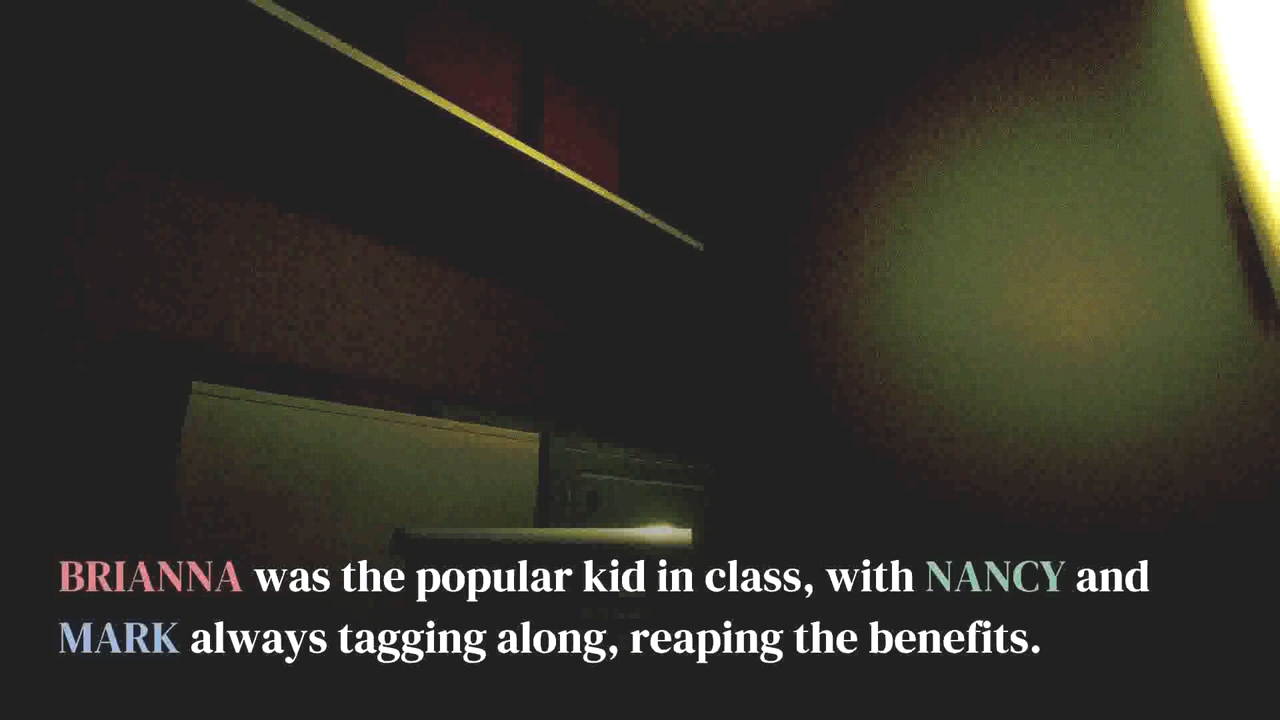 BRIANNA was the popular kid in class, with NANCY and
MARK always tagging along, reaping the benefits.